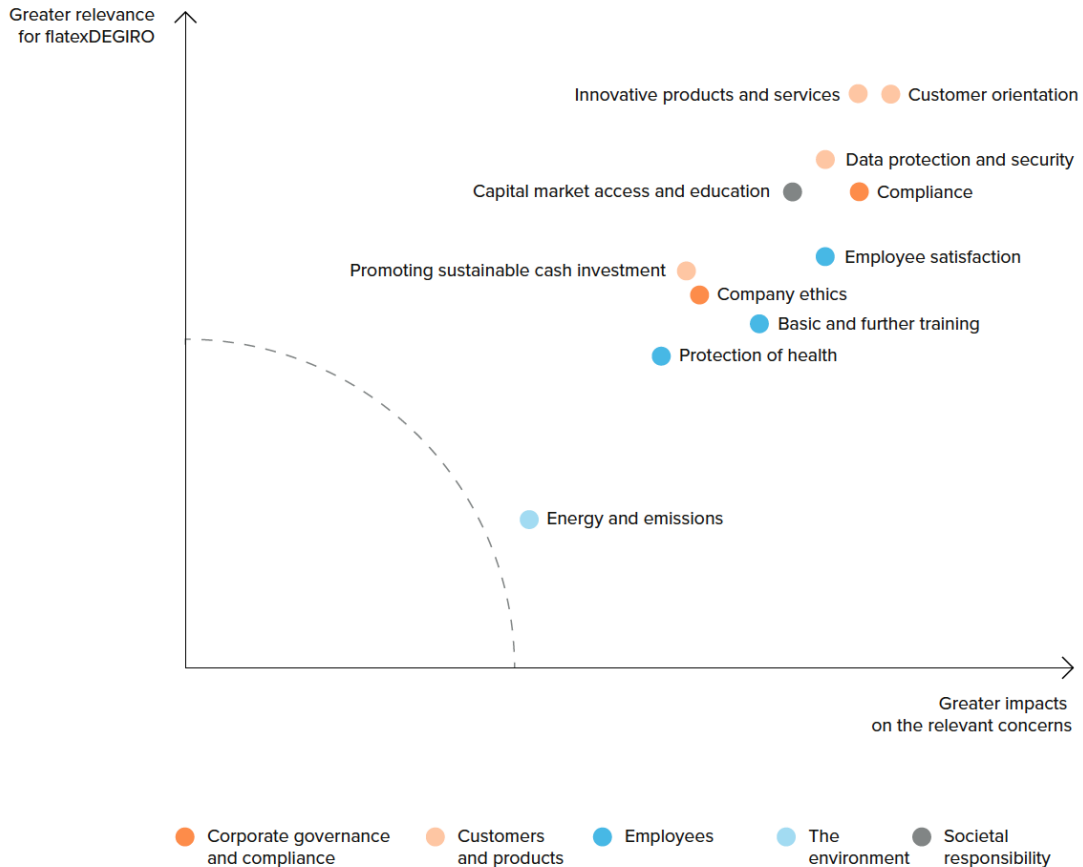 Greater relevance
for flatexDEGIRO
Innovative products and services
Customer orientation
Data protection and security
Capital market access and education
Compliance
Employee satisfaction
Promoting sustainable cash investment
Company ethics
Basic and further training
Protection of health
Energy and emissions
Greater impacts
on the relevant concerns
Corporate governance
and compliance
Customers
and products
Employees
The
environment
Societal
responsibility